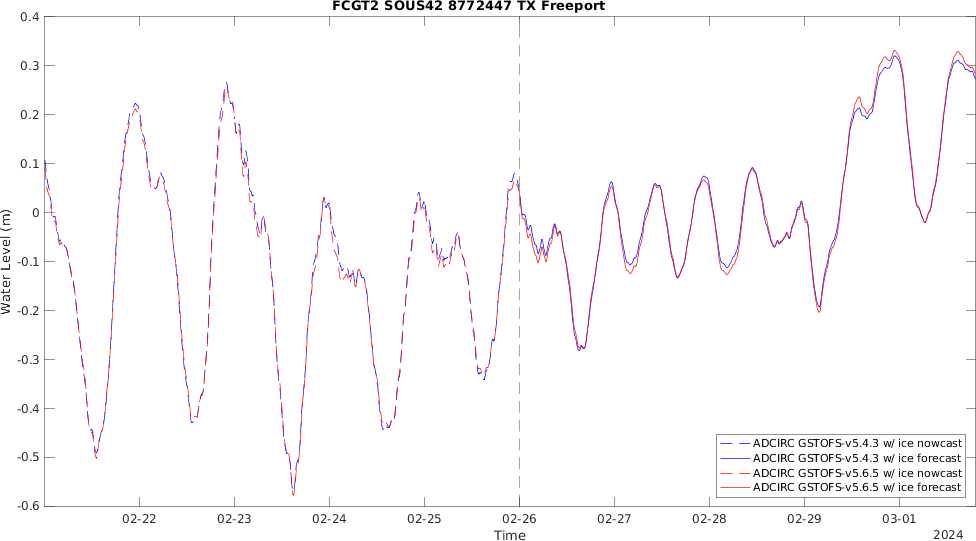 FCGT2 SOUS42 8772447 TX Freeport
0.4
0.3
0.2
0.1
0
-0.1
-0.2
-0.3
-0.4
-0.5
-0.6
Water Level (m)
ADCIRC GSTOFS-v5.4.3 w/ ice nowcast
ADCIRC GSTOFS-v5.4.3 w/ ice forecast
ADCIRC GSTOFS-v5.6.5 w/ ice nowcast
ADCIRC GSTOFS-v5.6.5 w/ ice forecast
02-22 02-23 02-24 02-25 02-26 02-27 02-28 02-29 03-01
Time
2024